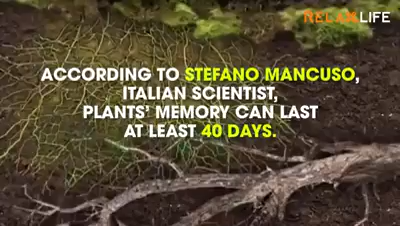 RELAXLIFE
ACCORDING TO STEFANO MANCUSO,
ITALIAN SCIENTIST,
PLANTS' MEMORY CAN LAST
AT LEAST 40 DAYS.